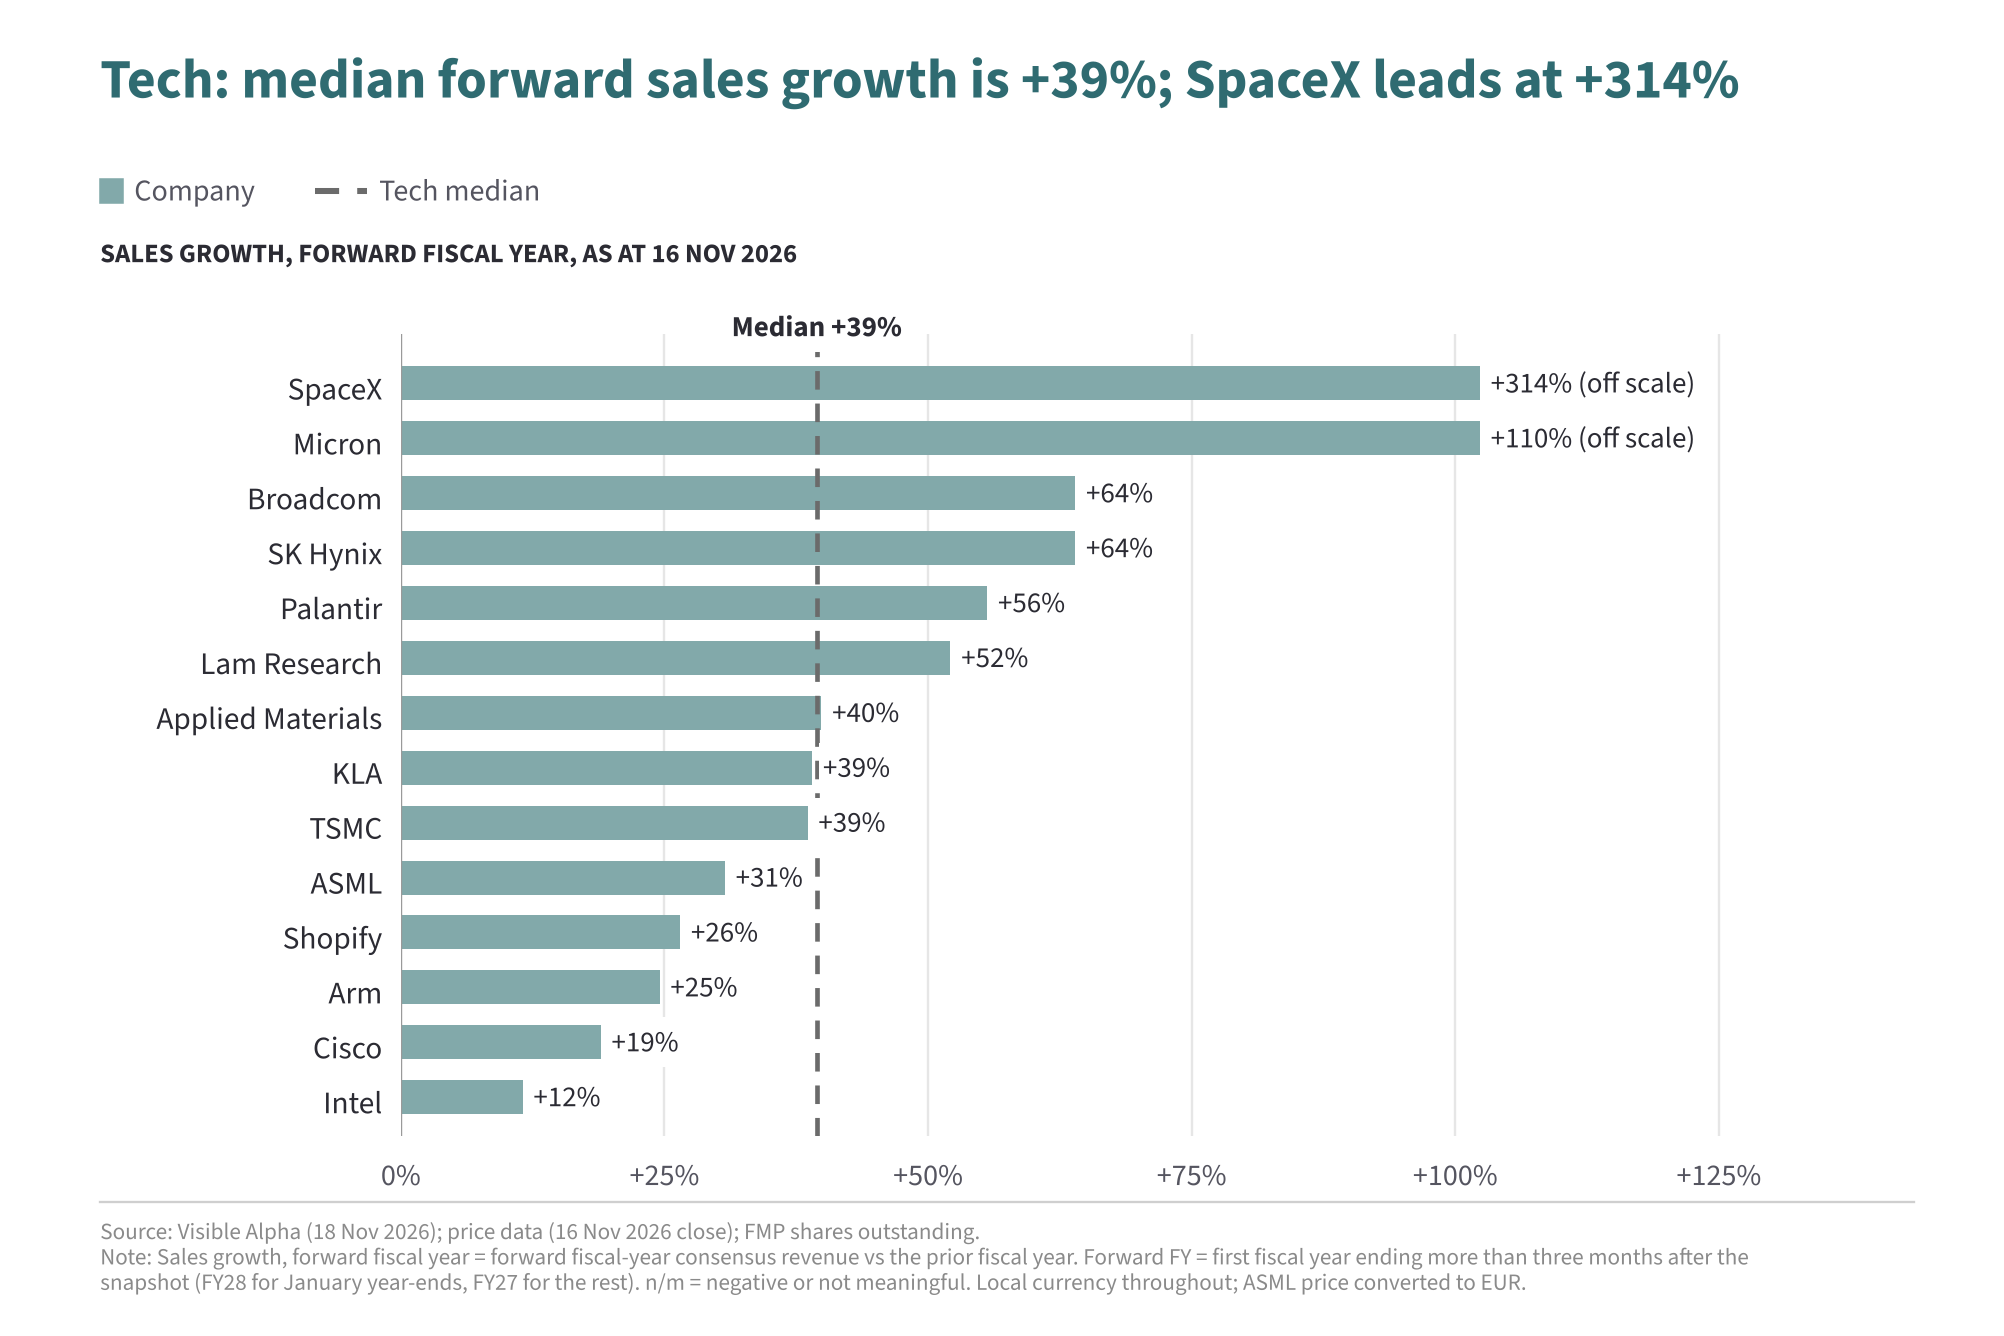 Tech: median forward sales growth is +39%; SpaceX leads at +314%
Company
Tech median
SALES GROWTH, FORWARD FISCAL YEAR, AS AT 16 NOV 2026
Median +39%
SpaceX +314% (off scale)
Micron +110% (off scale)
Broadcom +64%
SK Hynix +64%
Palantir +56%
Lam Research +52%
Applied Materials +40%
KLA +39%
TSMC +39%
ASML +31%
Shopify +26%
Arm +25%
Cisco +19%
Intel +12%
0% +25% +50% +75% +100% +125%
Source: Visible Alpha (18 Nov 2026); price data (16 Nov 2026 close); FMP shares outstanding.
Note: Sales growth, forward fiscal year = forward fiscal-year consensus revenue vs the prior fiscal year. Forward FY = first fiscal year ending more than three months after the
snapshot (FY28 for January year-ends, FY27 for the rest). n/m = negative or not meaningful. Local currency throughout; ASML price converted to EUR.